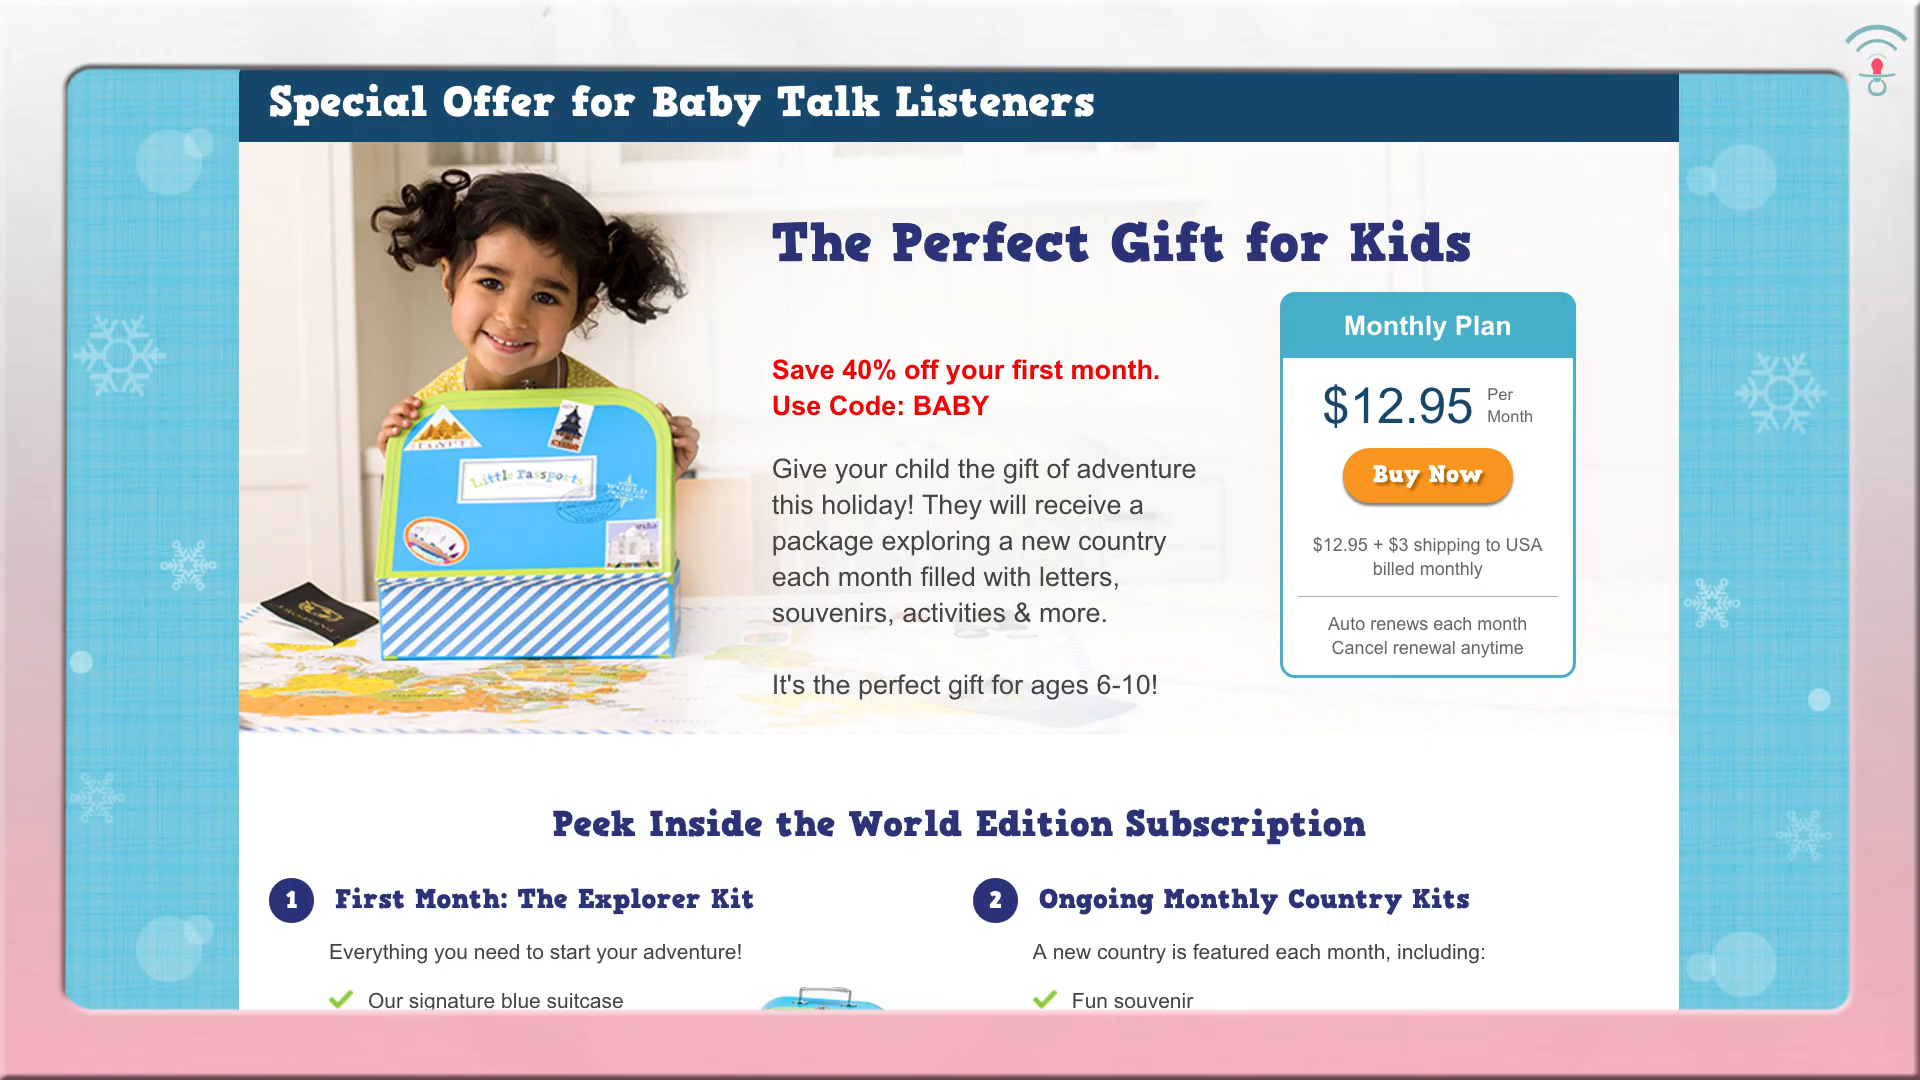 Special Offer for Baby Talk Listeners
The Perfect Gift for Kids
Save 40% off your first month.
Use Code: BABY
Give your child the gift of adventure
this holiday! They will receive a
package exploring a new country
each month filled with letters,
souvenirs, activities & more.
It's the perfect gift for ages 6-10!
Monthly Plan
$12.95 Per
Month
Buy Now
$12.95 + $3 shipping to USA
billed monthly
Auto renews each month
Cancel renewal anytime
EGYPT
Little Passports
india
PASSPORT
Peek Inside the World Edition Subscription
1 First Month: The Explorer Kit
Everything you need to start your adventure!
Our signature blue suitcase
2 Ongoing Monthly Country Kits
A new country is featured each month, including:
Fun souvenir